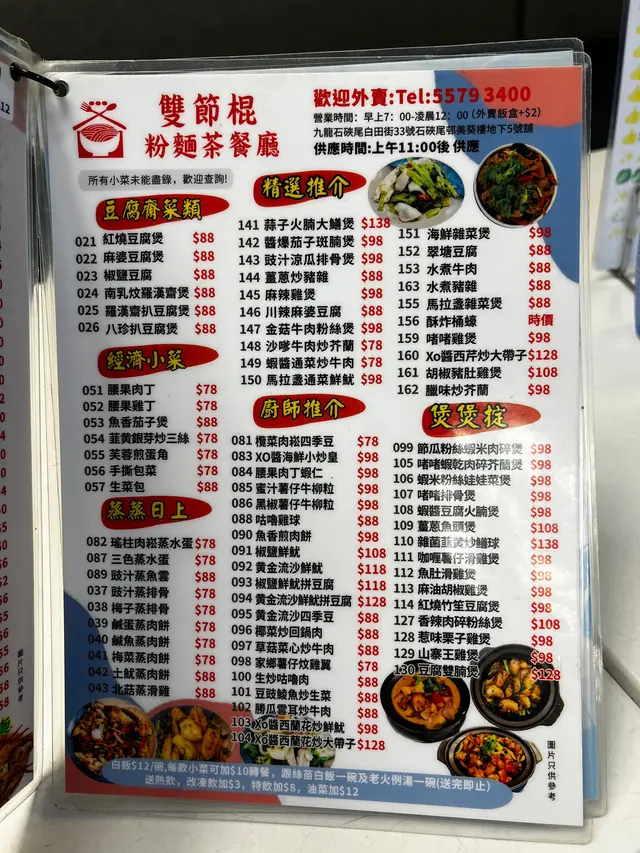 雙節棍
粉麵茶餐廳
歡迎外賣:Tel:5579 3400
營業時間：早上7：00-凌晨12：00 (外賣飯盒+$2)
九龍石硤尾白田街33號石硤尾邨美葵樓地下5號舖
供應時間:上午11:00後 供應
所有小菜未能盡錄，歡迎查詢!
豆腐齋菜類
021 紅燒豆腐煲 $88
022 麻婆豆腐煲 $88
023 椒鹽豆腐 $88
024 南乳炆羅漢齋煲 $88
025 羅漢齋扒豆腐煲 $88
026 八珍扒豆腐煲 $88
經濟小菜
051 腰果肉丁 $78
052 腰果雞丁 $78
053 魚香茄子煲 $88
054 韮黃銀芽炒三絲 $78
055 芙蓉煎蛋角 $78
056 手撕包菜 $78
057 生菜包 $88
蒸蒸日上
082 瑤柱肉崧蒸水蛋 $78
087 三色蒸水蛋 $78
089 豉汁蒸魚雲 $88
037 豉汁蒸排骨 $78
038 梅子蒸排骨 $78
039 鹹蛋蒸肉餅 $78
040 鹹魚蒸肉餅 $78
041 梅菜蒸肉餅 $78
042 土魷蒸肉餅 $88
043 北菇蒸滑雞 $88
精選推介
141 蒜子火腩大鱔煲 $138
142 醬爆茄子斑腩煲 $98
143 豉汁涼瓜排骨煲 $98
144 薑蔥炒豬雜 $88
145 麻辣雞煲 $98
146 川辣麻婆豆腐 $88
147 金菇牛肉粉絲煲 $98
148 沙嗲牛肉炒芥蘭 $78
149 蝦醬通菜炒牛肉 $78
150 馬拉盞通菜鮮魷 $98
廚師推介
081 欖菜肉崧四季豆 $78
083 XO醬海鮮小炒皇 $98
084 腰果肉丁蝦仁 $98
085 蜜汁薯仔牛柳粒 $98
086 黑椒薯仔牛柳粒 $98
088 咕嚕雞球 $88
090 魚香煎肉餅 $88
091 椒鹽鮮魷 $108
092 黃金流沙鮮魷 $118
093 椒鹽鮮魷拼豆腐 $118
094 黃金流沙鮮魷拼豆腐 $128
095 黃金流沙四季豆 $88
096 椰菜炒回鍋肉 $88
097 草菇菜心炒牛肉 $88
098 家鄉薯仔炆雞翼 $78
100 生炒咕嚕肉 $88
101 豆豉鯪魚炒生菜 $88
102 勝瓜雲耳炒牛肉 $88
103 Xo醬西蘭花炒鮮魷 $98
104 Xo醬西蘭花炒大帶子 $128
151 海鮮雜菜煲 $98
152 翠塘豆腐 $88
153 水煮牛肉 $88
163 水煮豬雜 $88
155 馬拉盞雜菜煲 $88
156 酥炸桶蠔 時價
159 啫啫雞煲 $98
160 Xo醬西芹炒大帶子 $128
161 胡椒豬肚雞煲 $108
162 臘味炒芥蘭 $98
煲煲掂
099 節瓜粉絲蝦米肉碎煲 $98
105 啫啫蝦乾肉碎芥蘭煲 $98
106 蝦米粉絲娃娃菜煲 $98
107 啫啫排骨煲 $98
108 蝦醬豆腐火腩煲 $98
109 薑蔥魚頭煲 $108
110 雜菌韮黃炒鱔球 $138
111 咖喱薯仔滑雞煲 $98
112 魚肚滑雞煲 $98
113 麻油胡椒雞煲 $98
114 紅燒竹笙豆腐煲 $98
127 香辣肉碎粉絲煲 $108
128 惹味栗子雞煲 $98
129 山寨王雞煲 $98
130 豆腐雙腩煲 $128
白飯$12/碗,每款小菜可加$10轉餐，跟絲苗白飯一碗及老火例湯一碗(送完即止)
送熱飲，改凍飲加$3，特飲加$8，油菜加$12
圖片只供參考
圖片只供參考